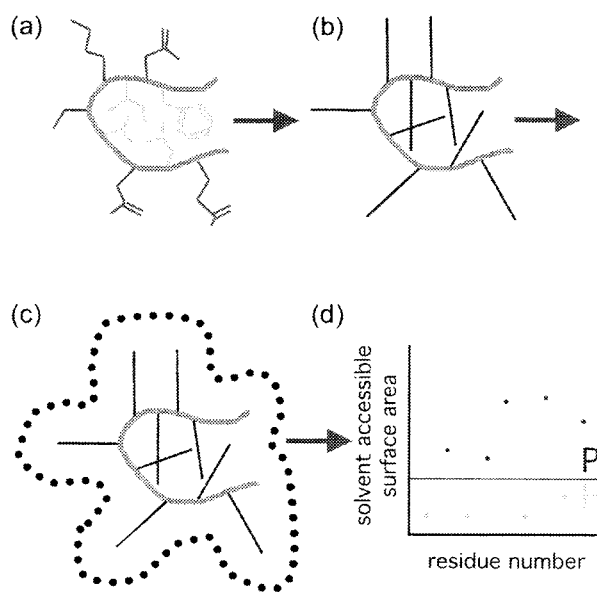 (a)
(b)
(c)
(d)
solvent accessible
surface area
P
residue number